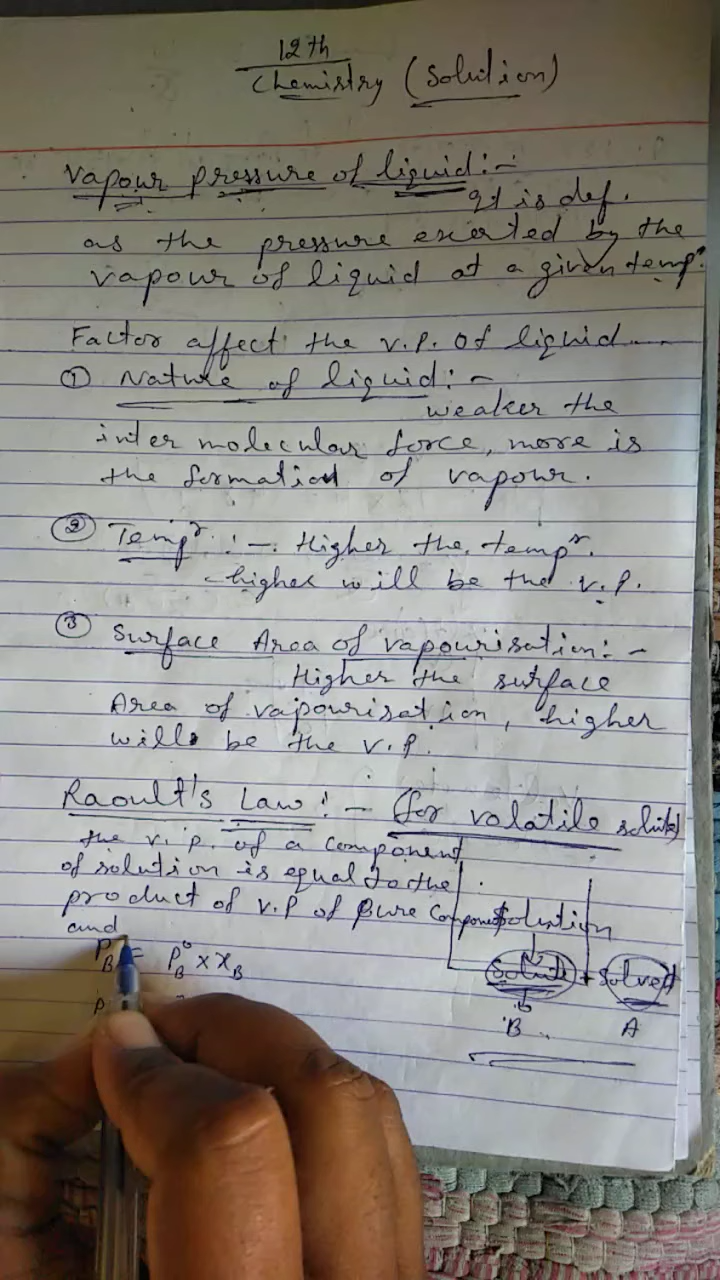 12th
Chemistry (Solution)
Vapour pressure of liquid:-
It is def.
as the pressure exerted by the
vapour of liquid at a given temp.
Factor affect the v.p. of liquid
① Nature of liquid: -
weaker the
inter molecular force, more is
the formation of vapour.
② Tempr. :- Higher the tempr.
higher will be the v.p.
③ Surface Area of vapourisation: -
Higher the surface
Area of vapourisation, higher
will be the v.p.
Raoult's Law: - (for volatile solute)
the v.p. of a component
of solution is equal to the
product of v.p of pure component
and
Solution
P_B = P°_B × x_B
Solute + Solvent
B A